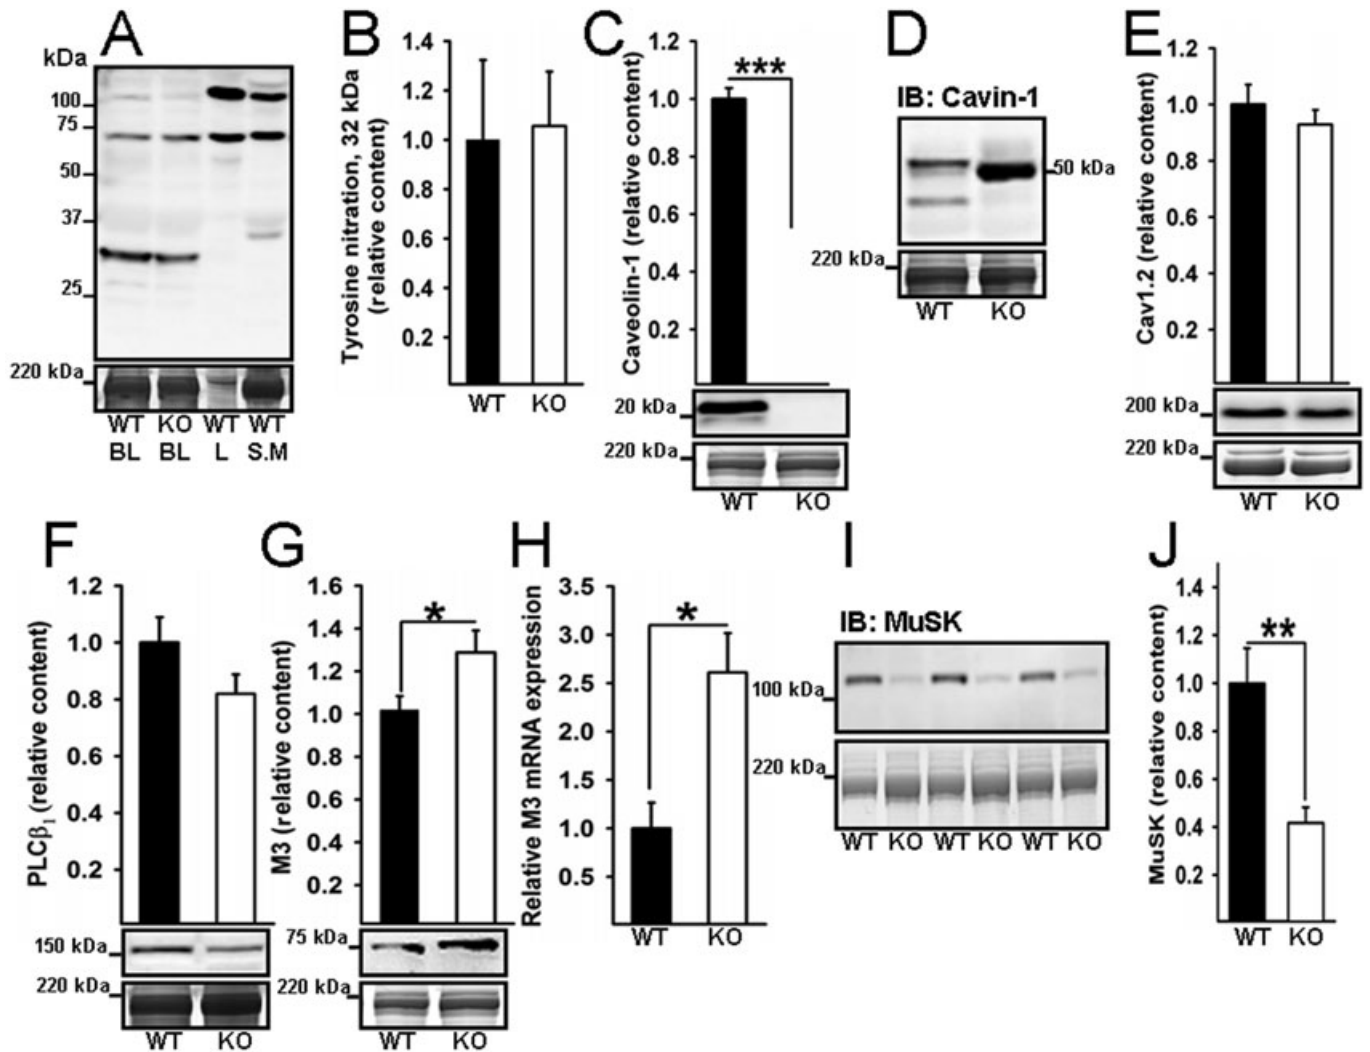 A
kDa
100
75
50
37
25
220 kDa
WT KO WT WT
BL BL L S.M
B
Tyrosine nitration, 32 kDa
(relative content)
1.4
1.2
1.0
0.8
0.6
0.4
0.2
WT KO
C
Caveolin-1 (relative content)
1.2
1.0
0.8
0.6
0.4
0.2
***
20 kDa
220 kDa
WT KO
D
IB: Cavin-1
50 kDa
220 kDa
WT KO
E
Cav1.2 (relative content)
1.2
1.0
0.8
0.6
0.4
0.2
200 kDa
220 kDa
WT KO
F
PLCβ1 (relative content)
1.2
1.0
0.8
0.6
0.4
0.2
150 kDa
220 kDa
WT KO
G
M3 (relative content)
1.6
1.4
1.2
1.0
0.8
0.6
0.4
0.2
*
75 kDa
220 kDa
WT KO
H
Relative M3 mRNA expression
3.5
3.0
2.5
2.0
1.5
1.0
0.5
*
WT KO
I
IB: MuSK
100 kDa
220 kDa
WT KO WT KO WT KO
J
MuSK (relative content)
1.4
1.2
1.0
0.8
0.6
0.4
0.2
**
WT KO